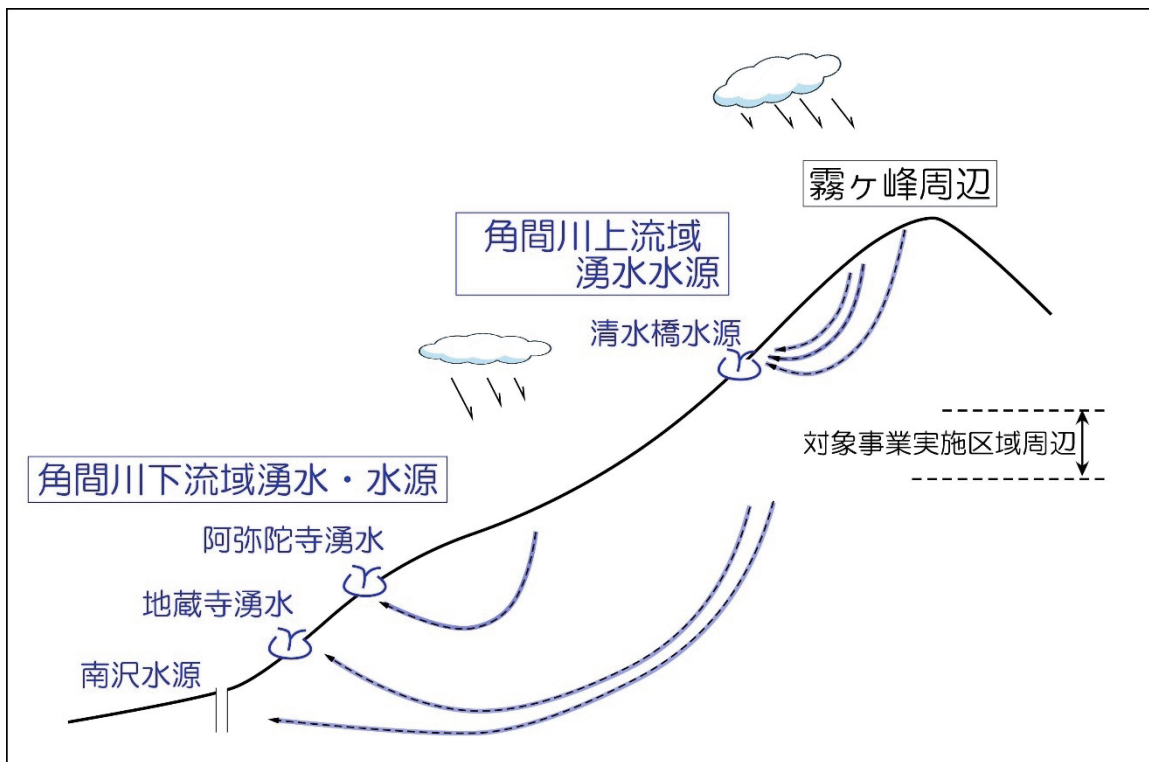 霧ヶ峰周辺
角間川上流域
湧水水源
清水橋水源
対象事業実施区域周辺
角間川下流域湧水・水源
阿弥陀寺湧水
地蔵寺湧水
南沢水源